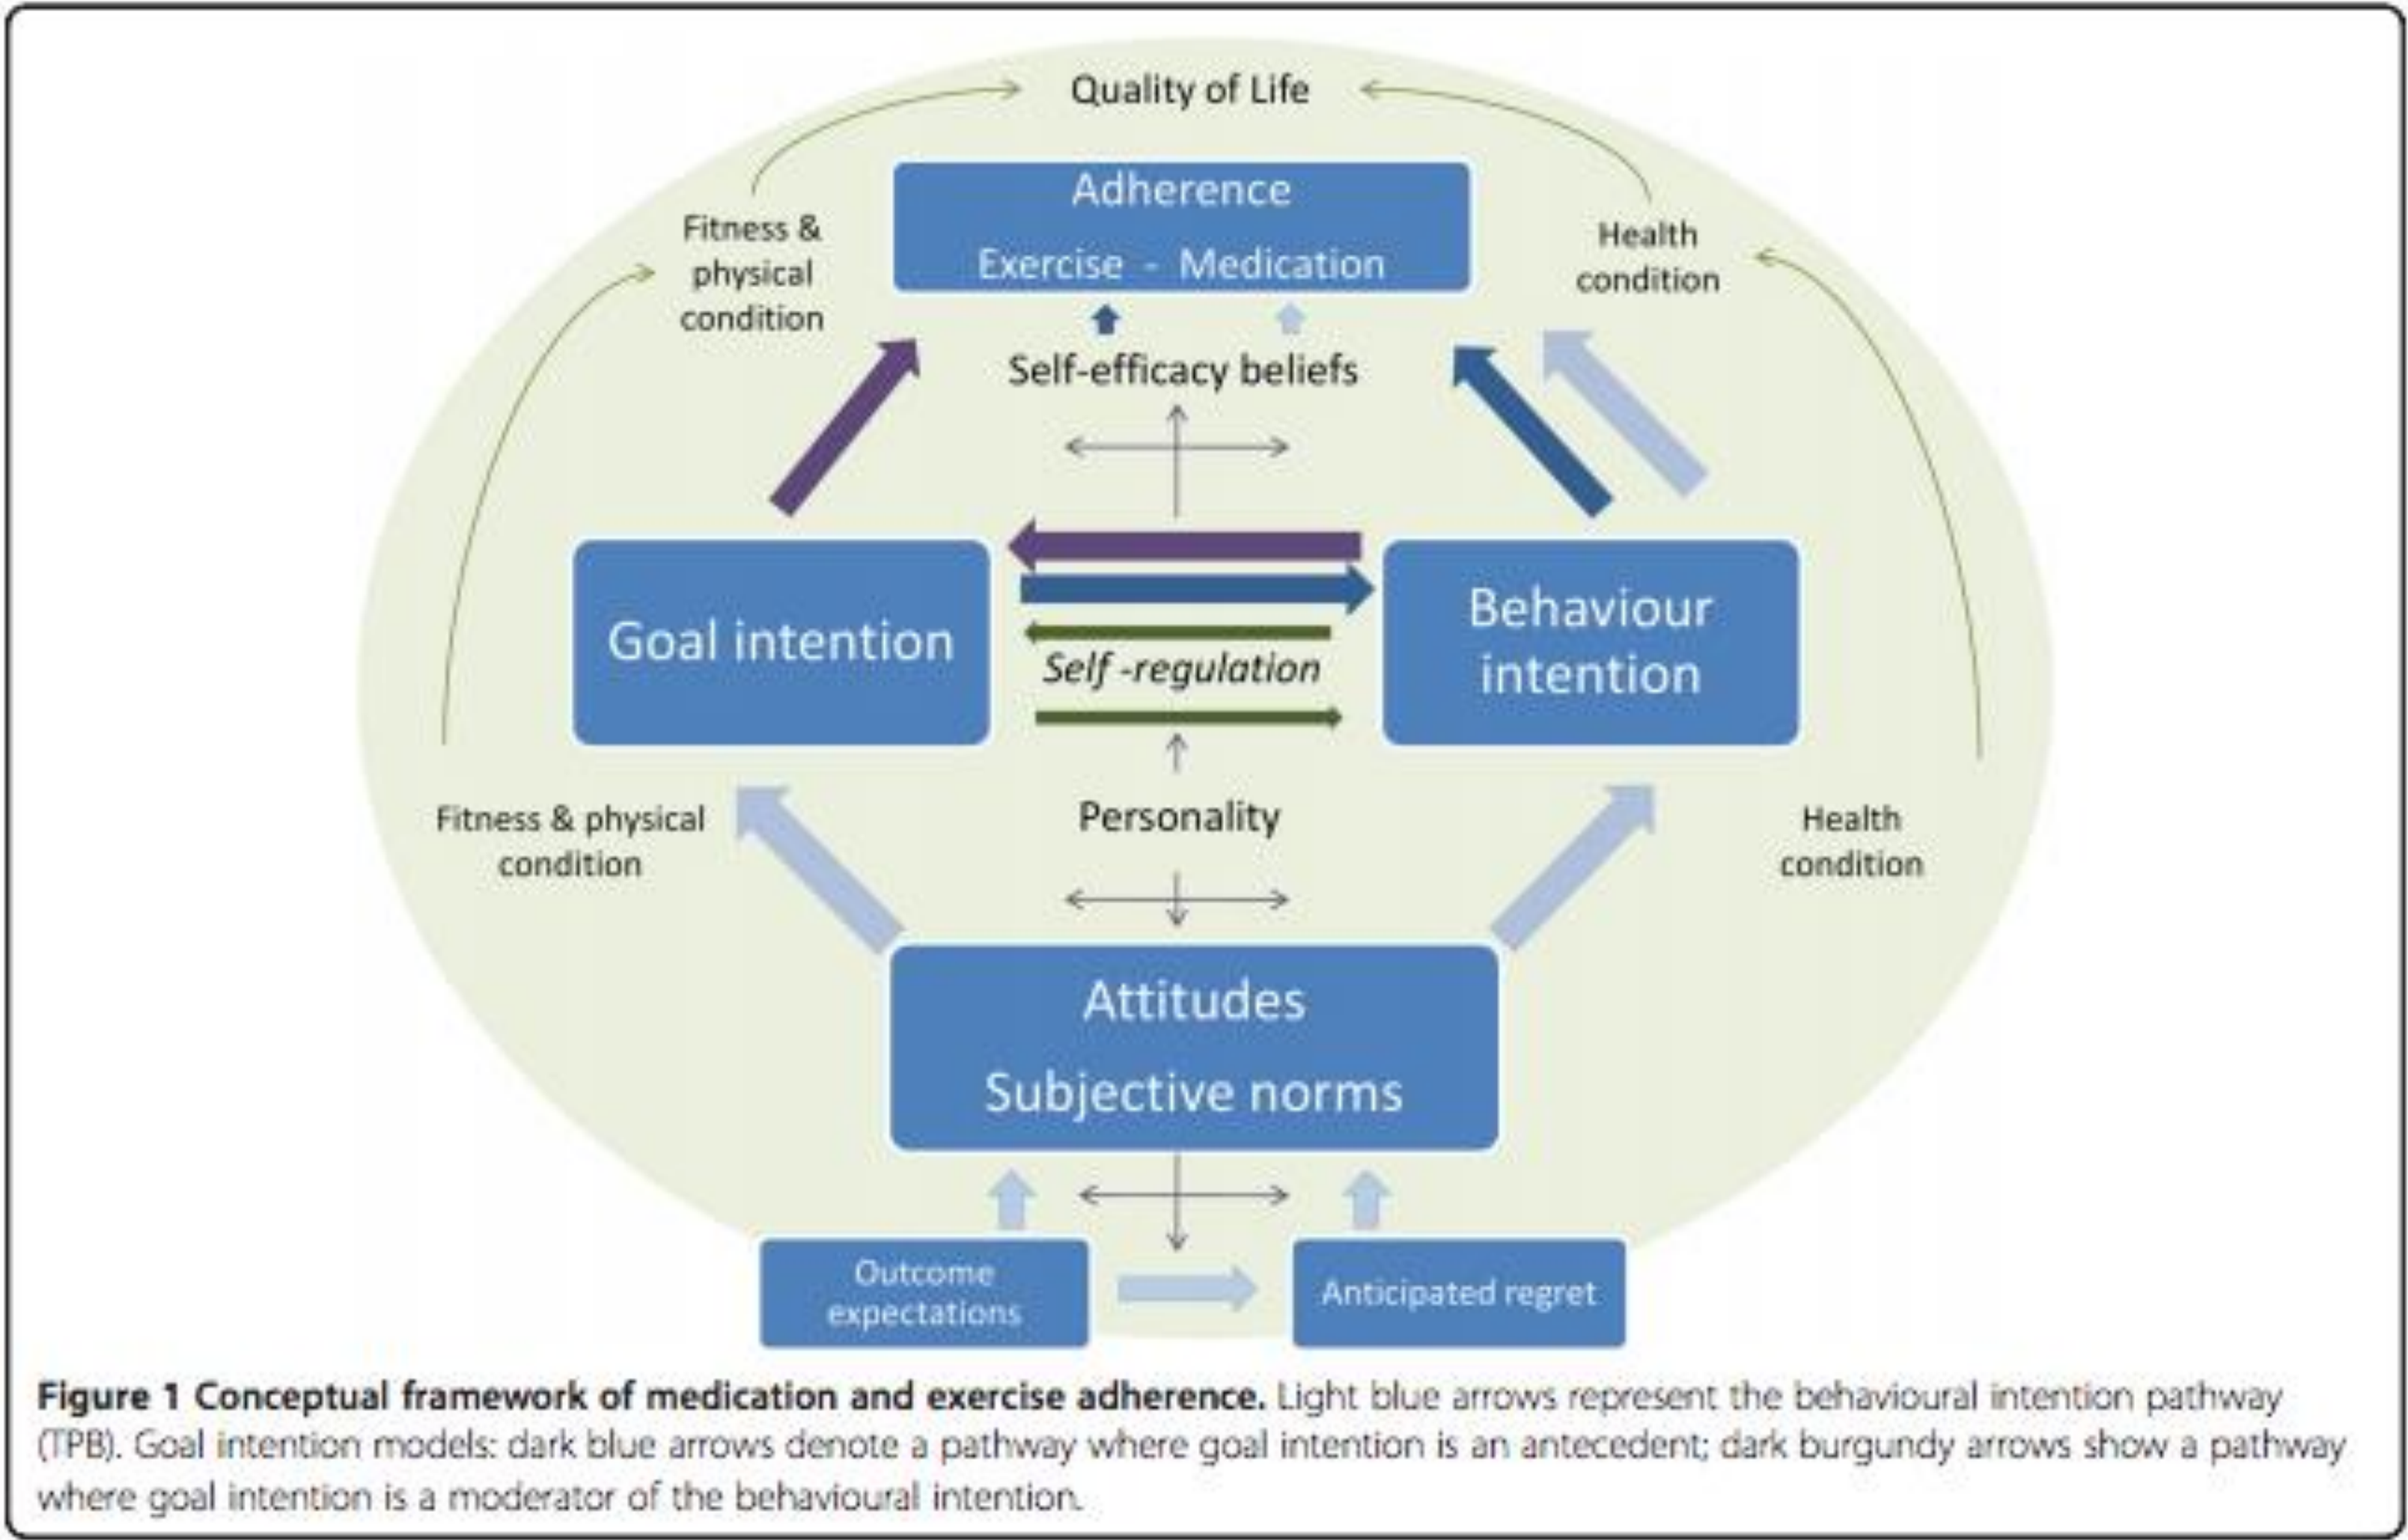 Quality of Life
Adherence
Exercise - Medication
Fitness &
physical
condition
Health
condition
Self-efficacy beliefs
Goal intention
Self -regulation
Behaviour
intention
Fitness & physical
condition
Personality
Health
condition
Attitudes
Subjective norms
Outcome
expectations
Anticipated regret
Figure 1 Conceptual framework of medication and exercise adherence. Light blue arrows represent the behavioural intention pathway
(TPB). Goal intention models: dark blue arrows denote a pathway where goal intention is an antecedent; dark burgundy arrows show a pathway
where goal intention is a moderator of the behavioural intention.